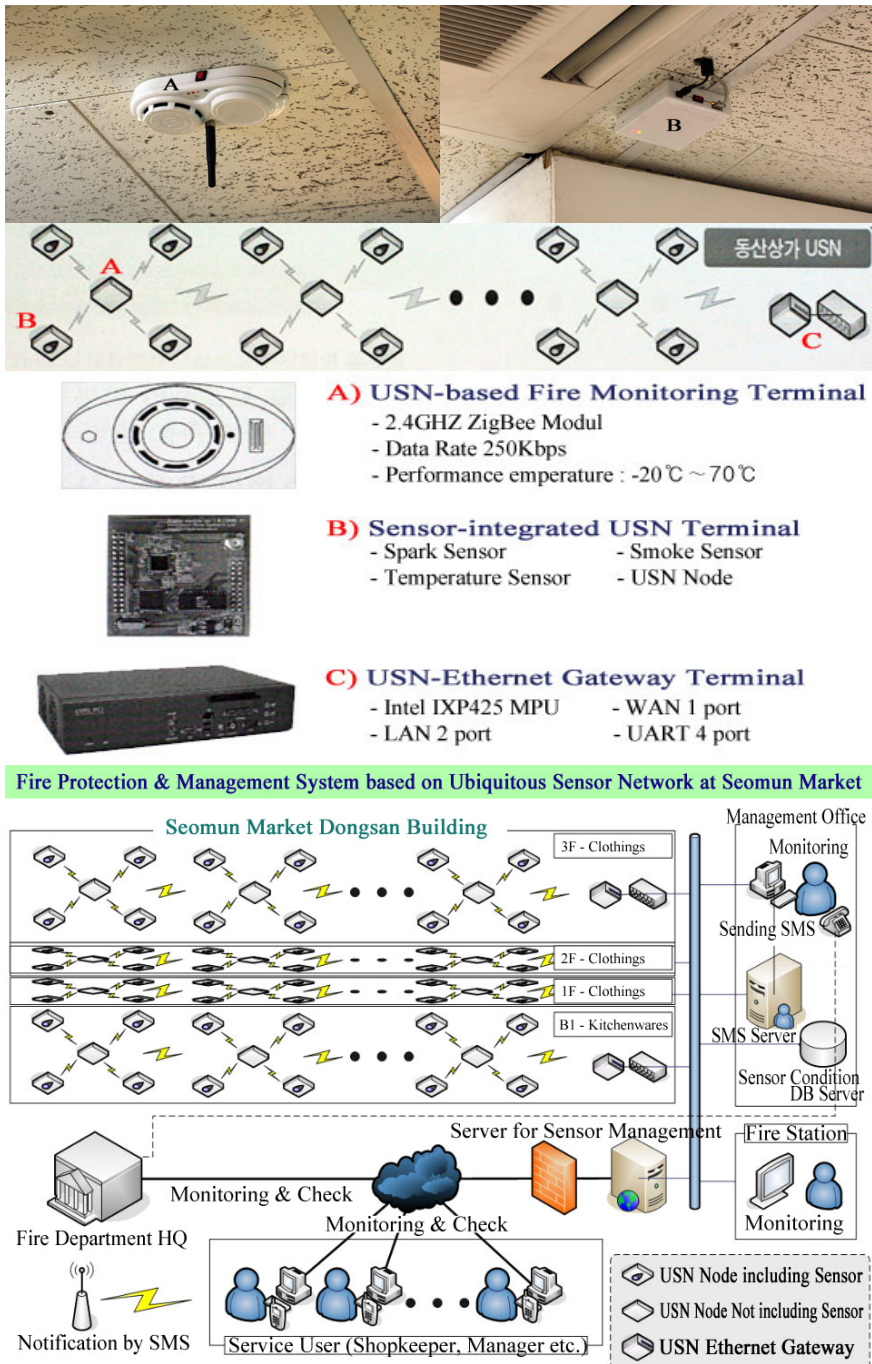 A
B
동산상가 USN
A
B
C
A) USN-based Fire Monitoring Terminal
- 2.4GHZ ZigBee Modul
- Data Rate 250Kbps
- Performance emperature : -20℃ ~ 70℃
B) Sensor-integrated USN Terminal
- Spark Sensor - Smoke Sensor
- Temperature Sensor - USN Node
C) USN-Ethernet Gateway Terminal
- Intel IXP425 MPU - WAN 1 port
- LAN 2 port - UART 4 port
Fire Protection & Management System based on Ubiquitous Sensor Network at Seomun Market
Seomun Market Dongsan Building
3F - Clothings
2F - Clothings
1F - Clothings
B1 - Kitchenwares
Management Office
Monitoring
Sending SMS
SMS Server
Sensor Condition
DB Server
Server for Sensor Management
Fire Station
Monitoring
Monitoring & Check
Fire Department HQ
Monitoring & Check
Notification by SMS
Service User (Shopkeeper, Manager etc.)
USN Node including Sensor
USN Node Not including Sensor
USN Ethernet Gateway